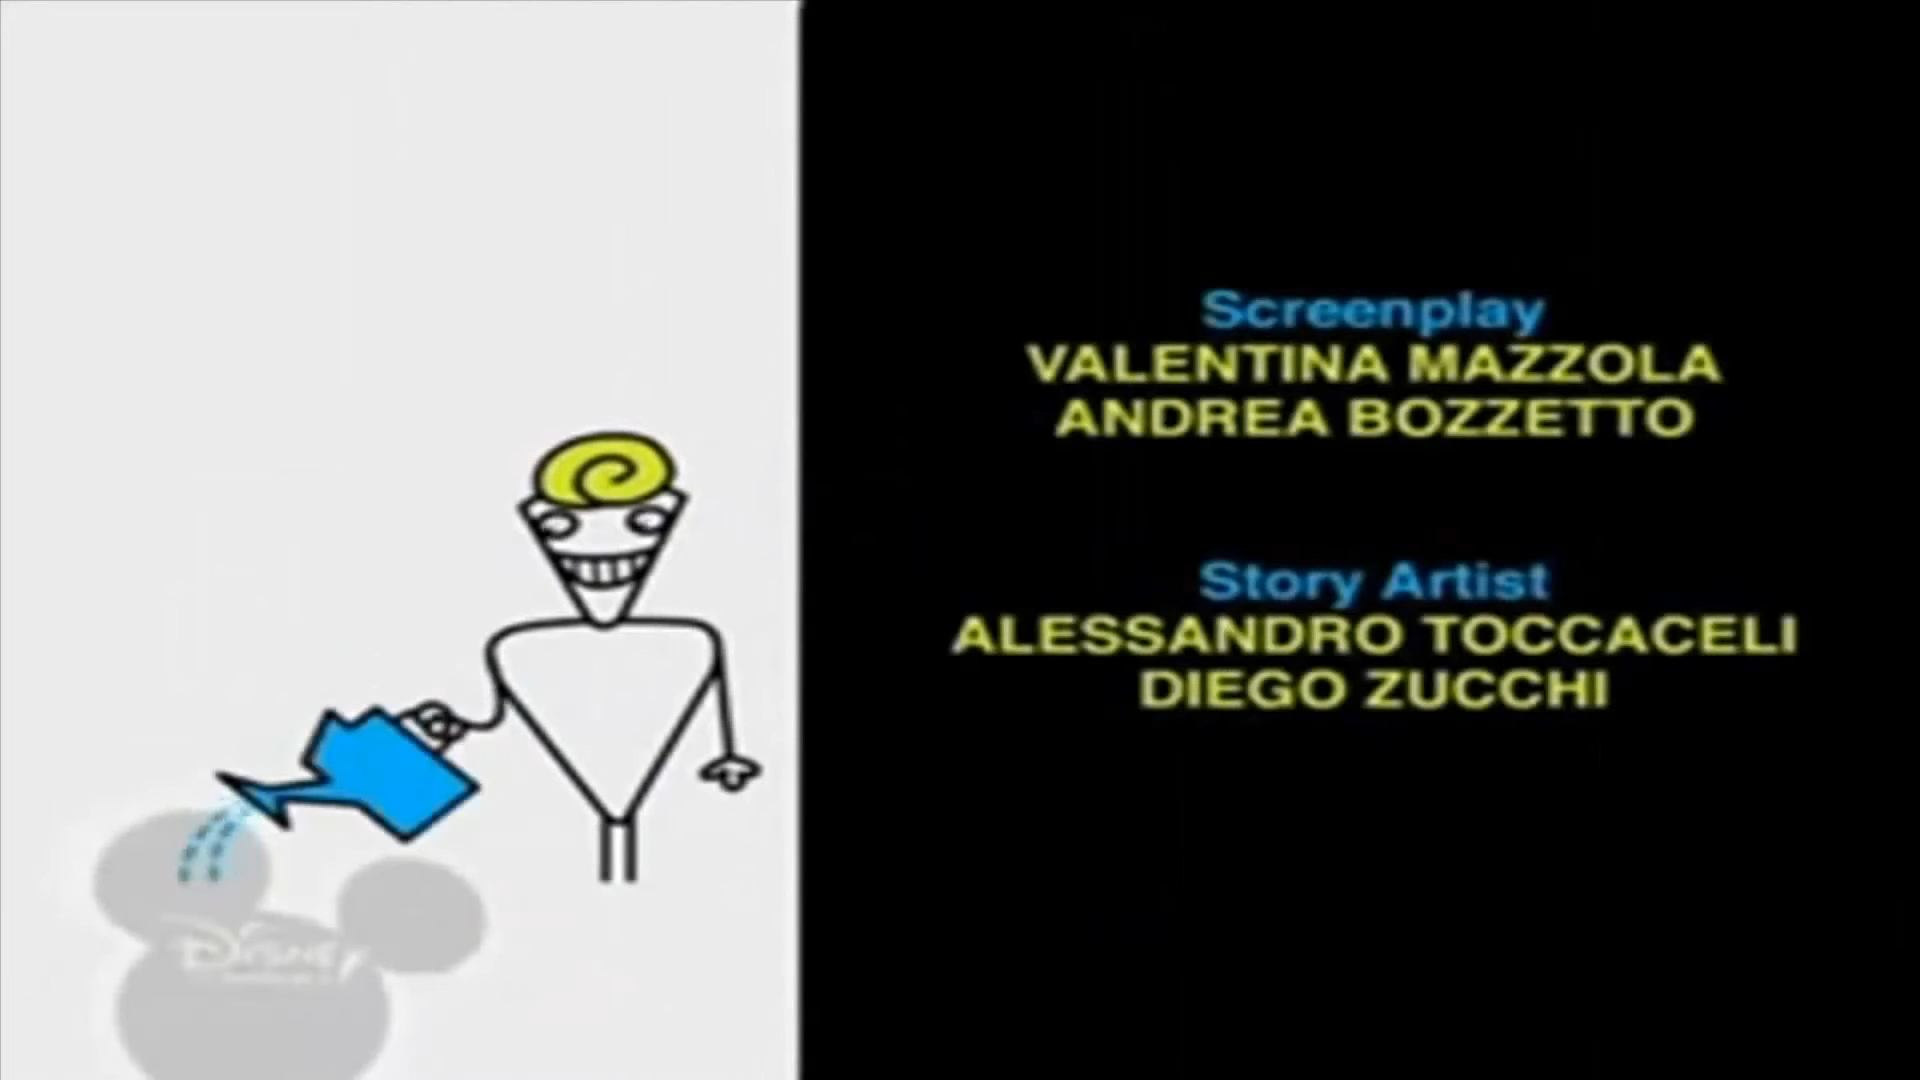 Screenplay
VALENTINA MAZZOLA
ANDREA BOZZETTO
Story Artist
ALESSANDRO TOCCACELI
DIEGO ZUCCHI
Disney